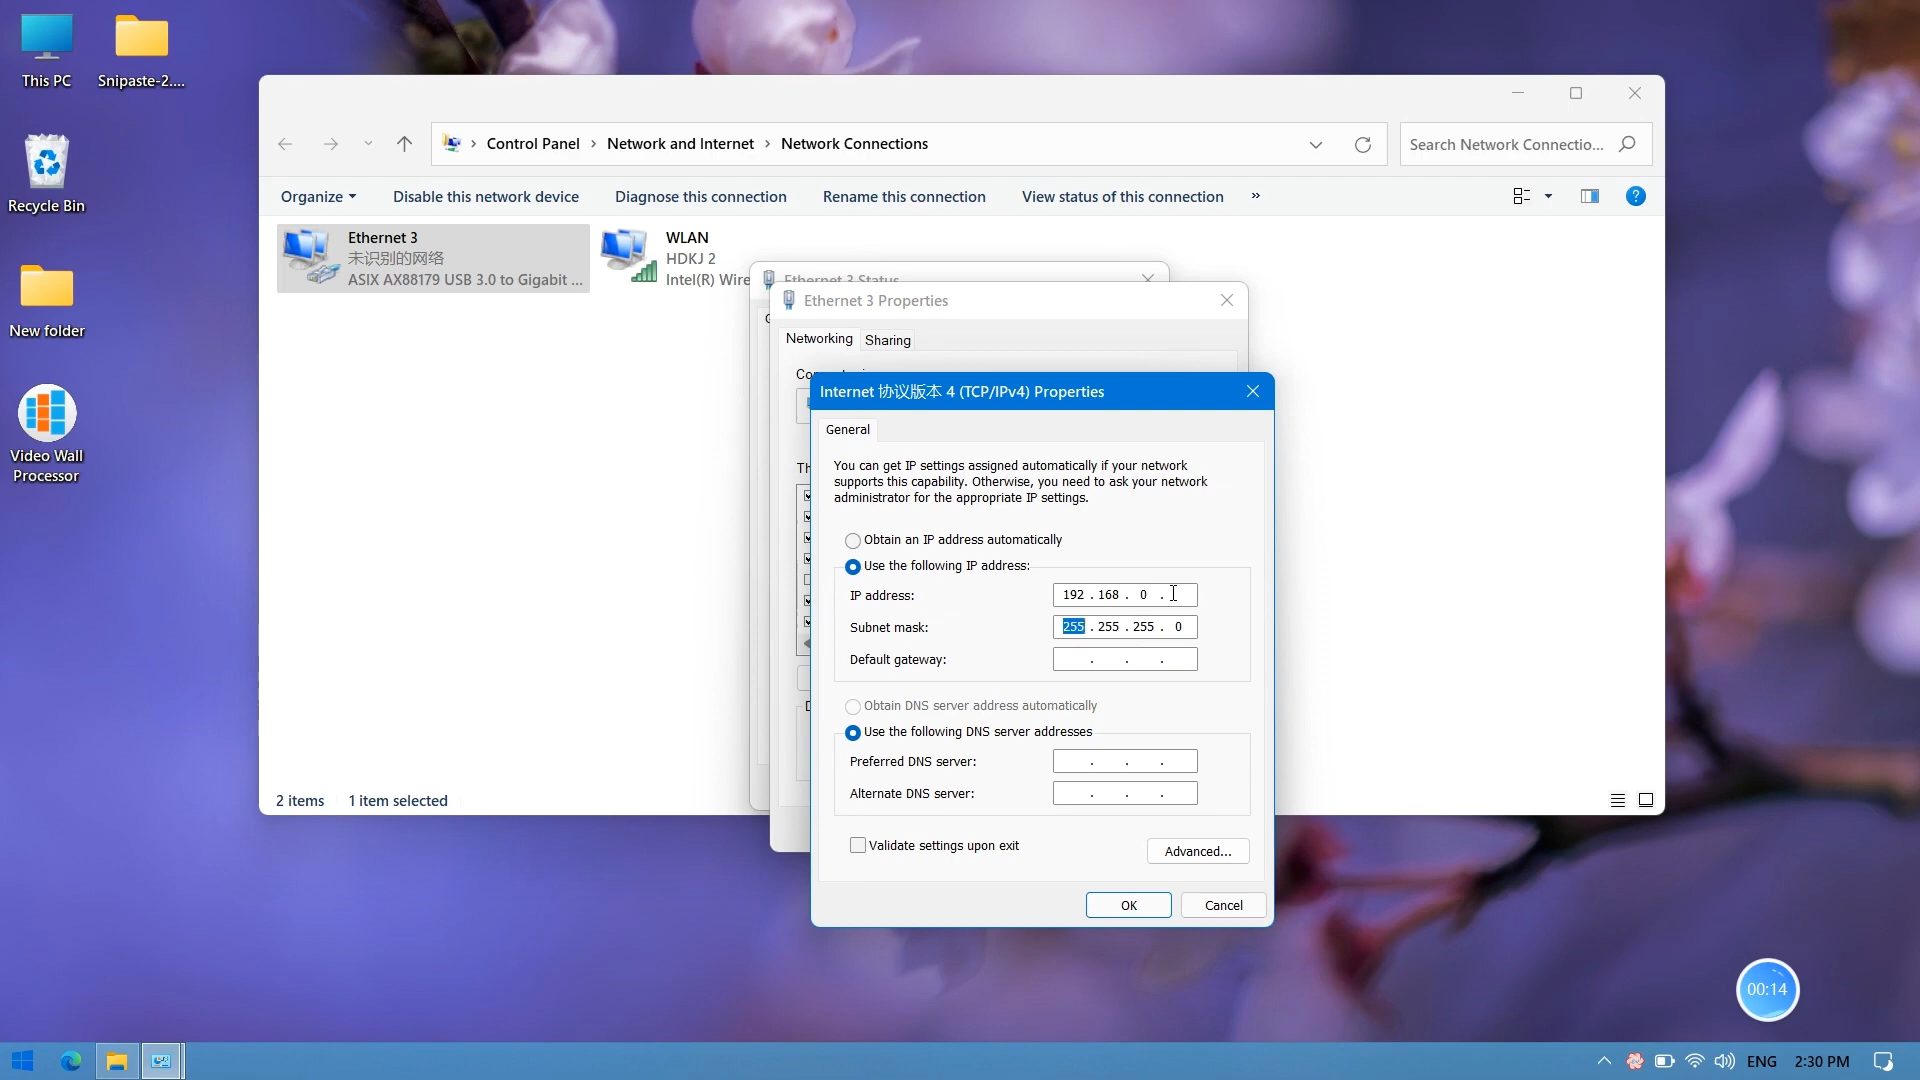 This PC
Snipaste-2....
Recycle Bin
New folder
Video Wall
Processor
Control Panel
Network and Internet
Network Connections
Search Network Connectio...
Organize
Disable this network device
Diagnose this connection
Rename this connection
View status of this connection
»
Ethernet 3
未识别的网络
ASIX AX88179 USB 3.0 to Gigabit ...
WLAN
HDKJ 2
Intel(R) Wire
Ethernet 3 Status
Ethernet 3 Properties
Networking
Sharing
Internet 协议版本 4 (TCP/IPv4) Properties
General
You can get IP settings assigned automatically if your network
supports this capability. Otherwise, you need to ask your network
administrator for the appropriate IP settings.
Obtain an IP address automatically
Use the following IP address:
IP address:
192 . 168 . 0 .
Subnet mask:
255 . 255 . 255 . 0
Default gateway:
. . .
Obtain DNS server address automatically
Use the following DNS server addresses
Preferred DNS server:
. . .
Alternate DNS server:
. . .
Validate settings upon exit
Advanced...
OK
Cancel
2 items
1 item selected
00:14
ENG
2:30 PM